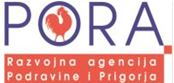 PORA
Razvojna agencija
Podravine i Prigorja